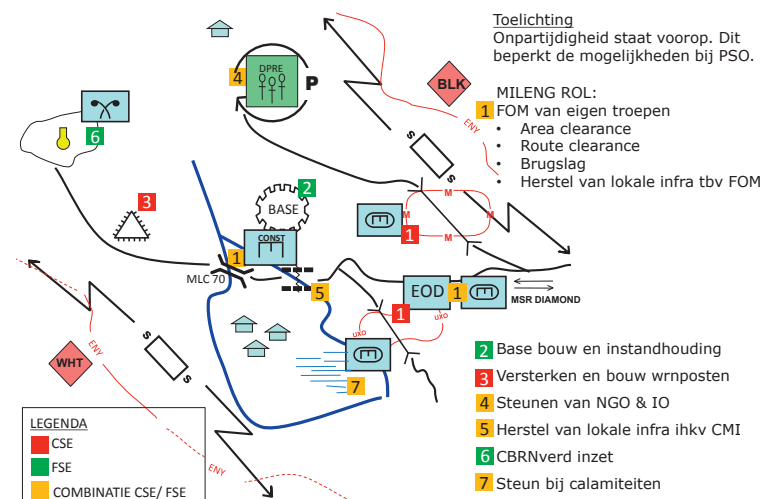 Toelichting
Onpartijdigheid staat voorop. Dit
beperkt de mogelijkheden bij PSO.
MILENG ROL:
1 FOM van eigen troepen
• Area clearance
• Route clearance
• Brugslag
• Herstel van lokale infra tbv FOM
DPRE
4
P
BLK
ENY
S
S
6
2
BASE
3
CONST
1
MLC 70
M
M
M
M
1
5
EOD
1
MSR DIAMOND
1
UXO
UXO
7
S
S
ENY
WHT
ENY
2 Base bouw en instandhouding
3 Versterken en bouw wrnposten
4 Steunen van NGO & IO
5 Herstel van lokale infra ihkv CMI
6 CBRNverd inzet
7 Steun bij calamiteiten
LEGENDA
CSE
FSE
COMBINATIE CSE/ FSE